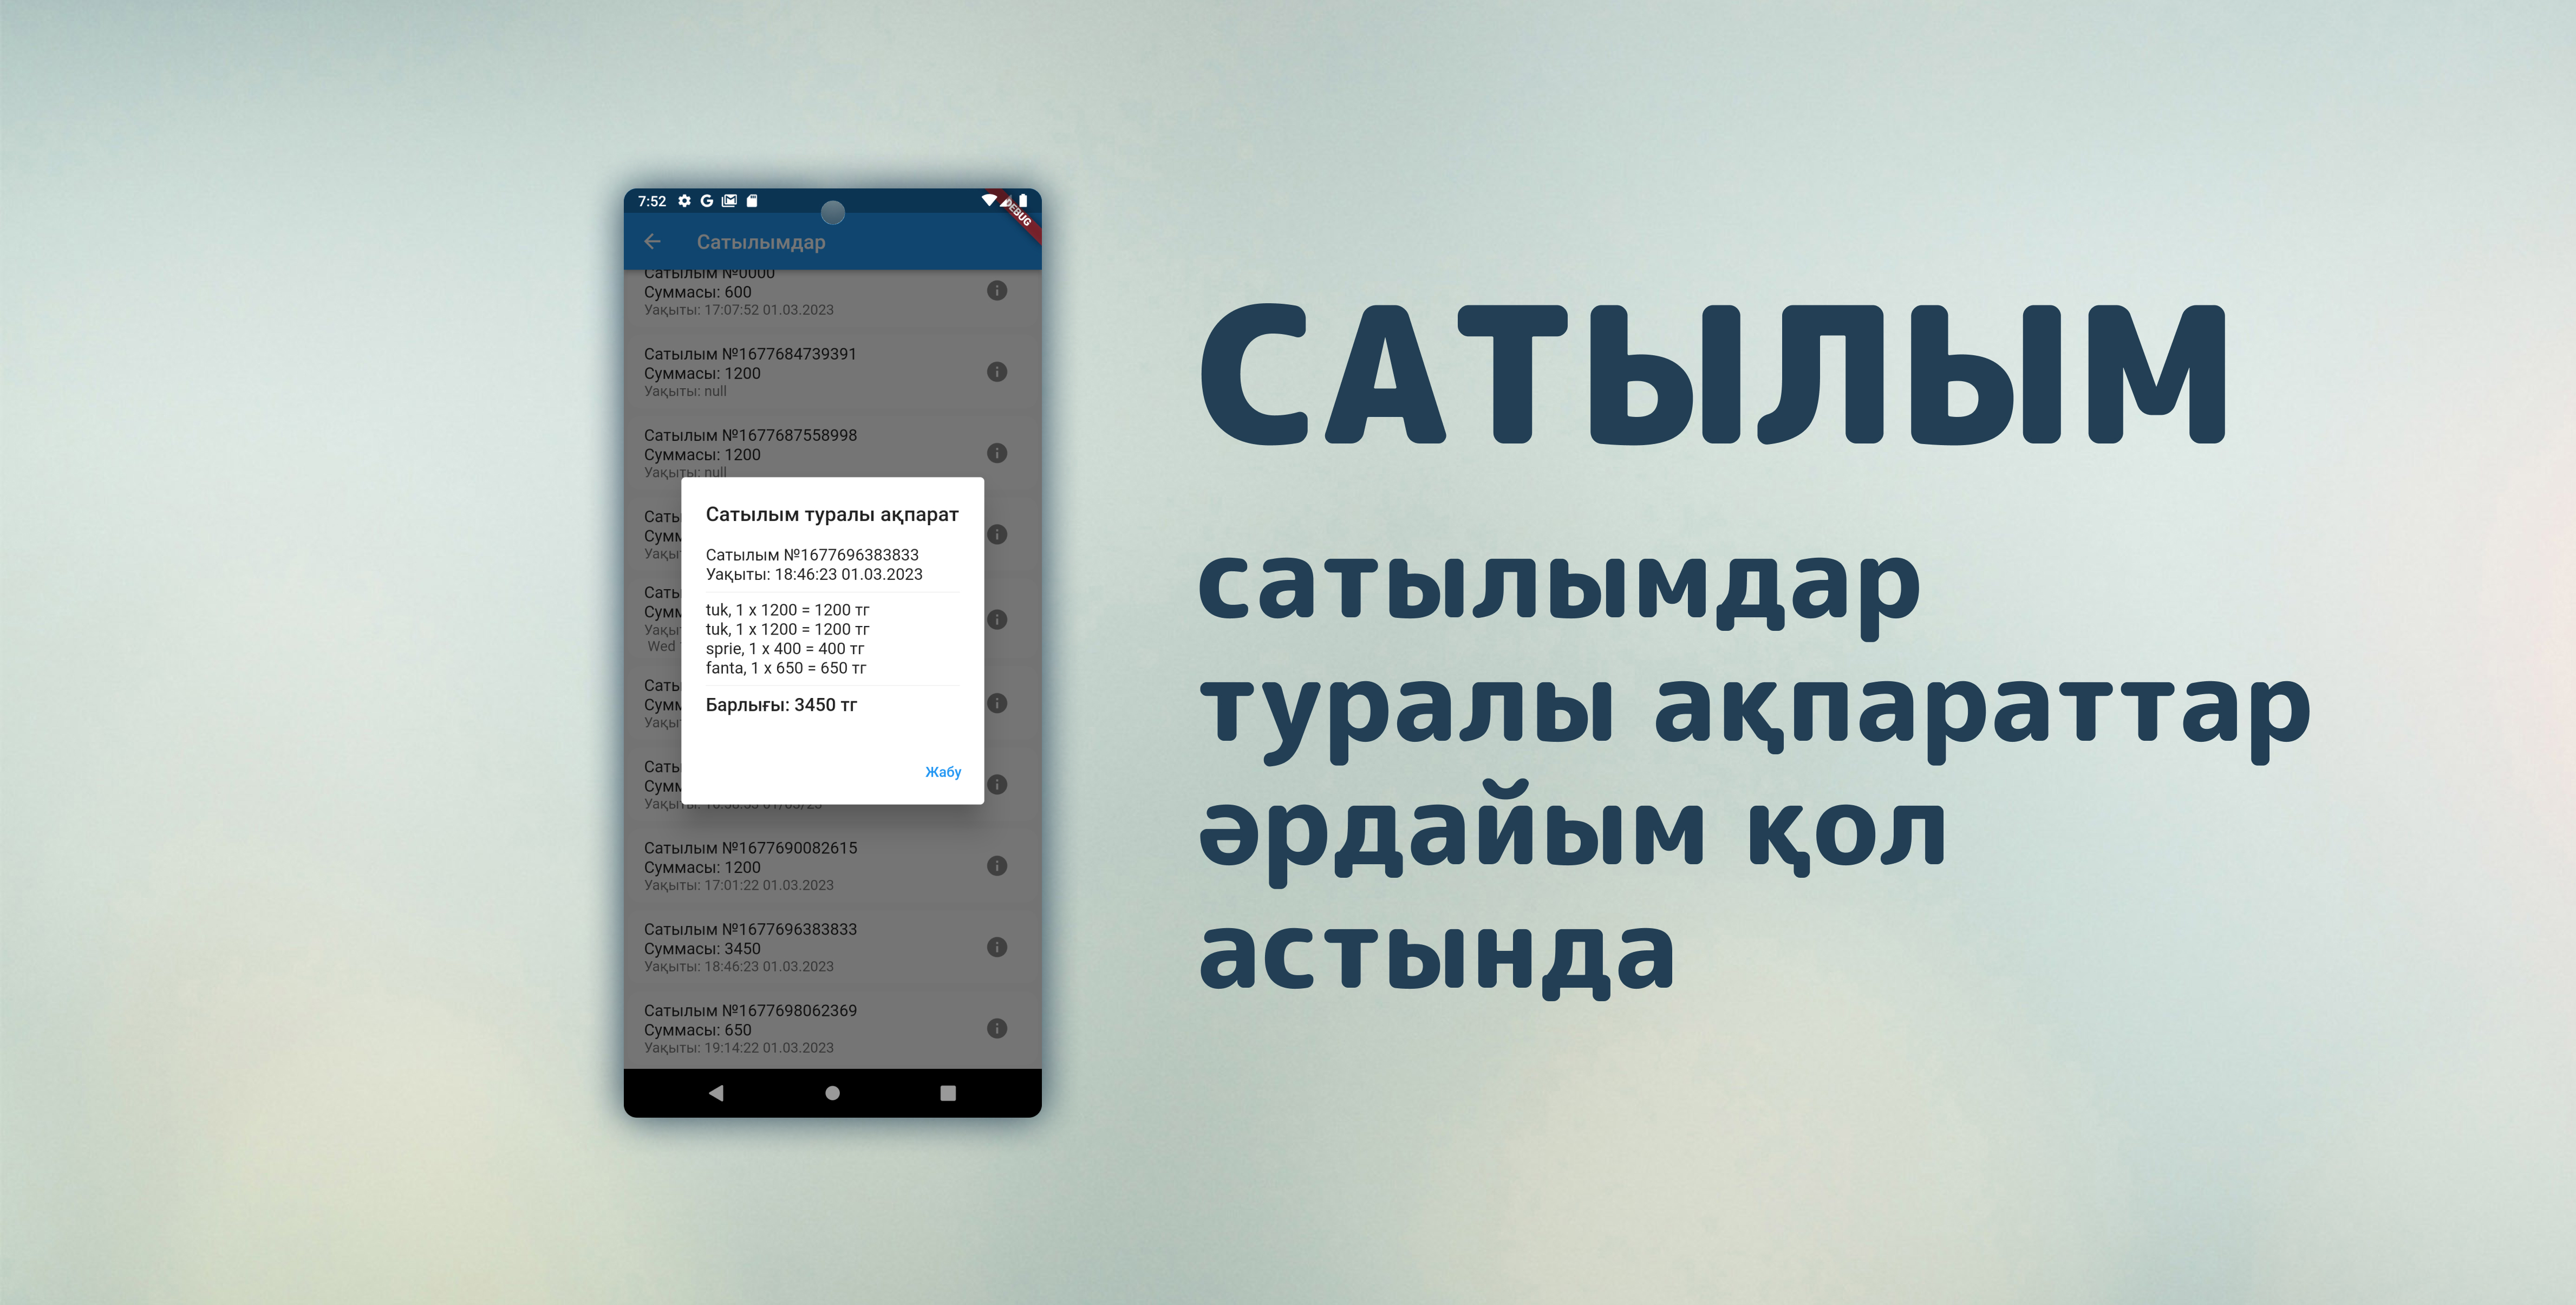 7:52
DEBUG
Сатылымдар
Сатылым №0000
Суммасы: 600
Уақыты: 17:07:52 01.03.2023
Сатылым №1677684739391
Суммасы: 1200
Уақыты: null
Сатылым №1677687558998
Суммасы: 1200
Уақыты: null
Wed
Сатылым туралы ақпарат
Сатылым №1677696383833
Уақыты: 18:46:23 01.03.2023
tuk, 1 x 1200 = 1200 тг
tuk, 1 x 1200 = 1200 тг
sprie, 1 x 400 = 400 тг
fanta, 1 x 650 = 650 тг
Барлығы: 3450 тг
Жабу
Сатылым №1677690082615
Суммасы: 1200
Уақыты: 17:01:22 01.03.2023
Сатылым №1677696383833
Суммасы: 3450
Уақыты: 18:46:23 01.03.2023
Сатылым №1677698062369
Суммасы: 650
Уақыты: 19:14:22 01.03.2023
САТЫЛЫМ
сатылымдар
туралы ақпараттар
әрдайым қол
астында